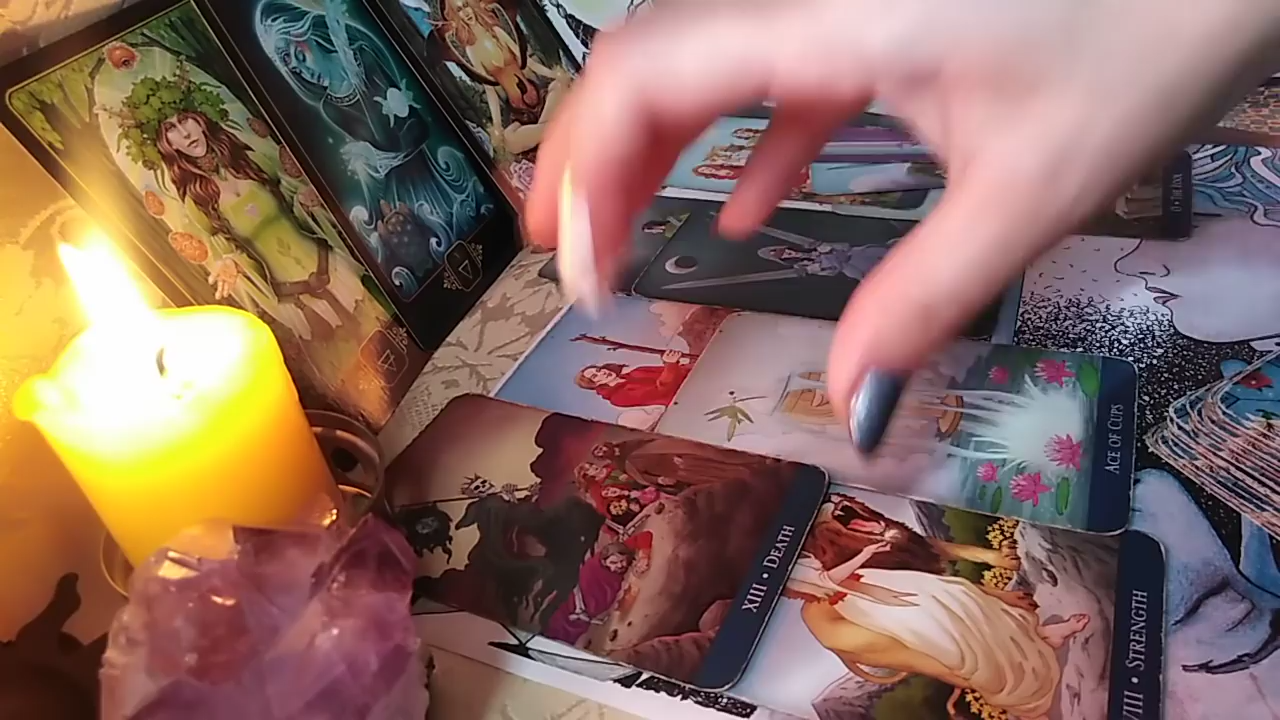 ACE OF CUPS
XIII • DEATH
VIII • STRENGTH